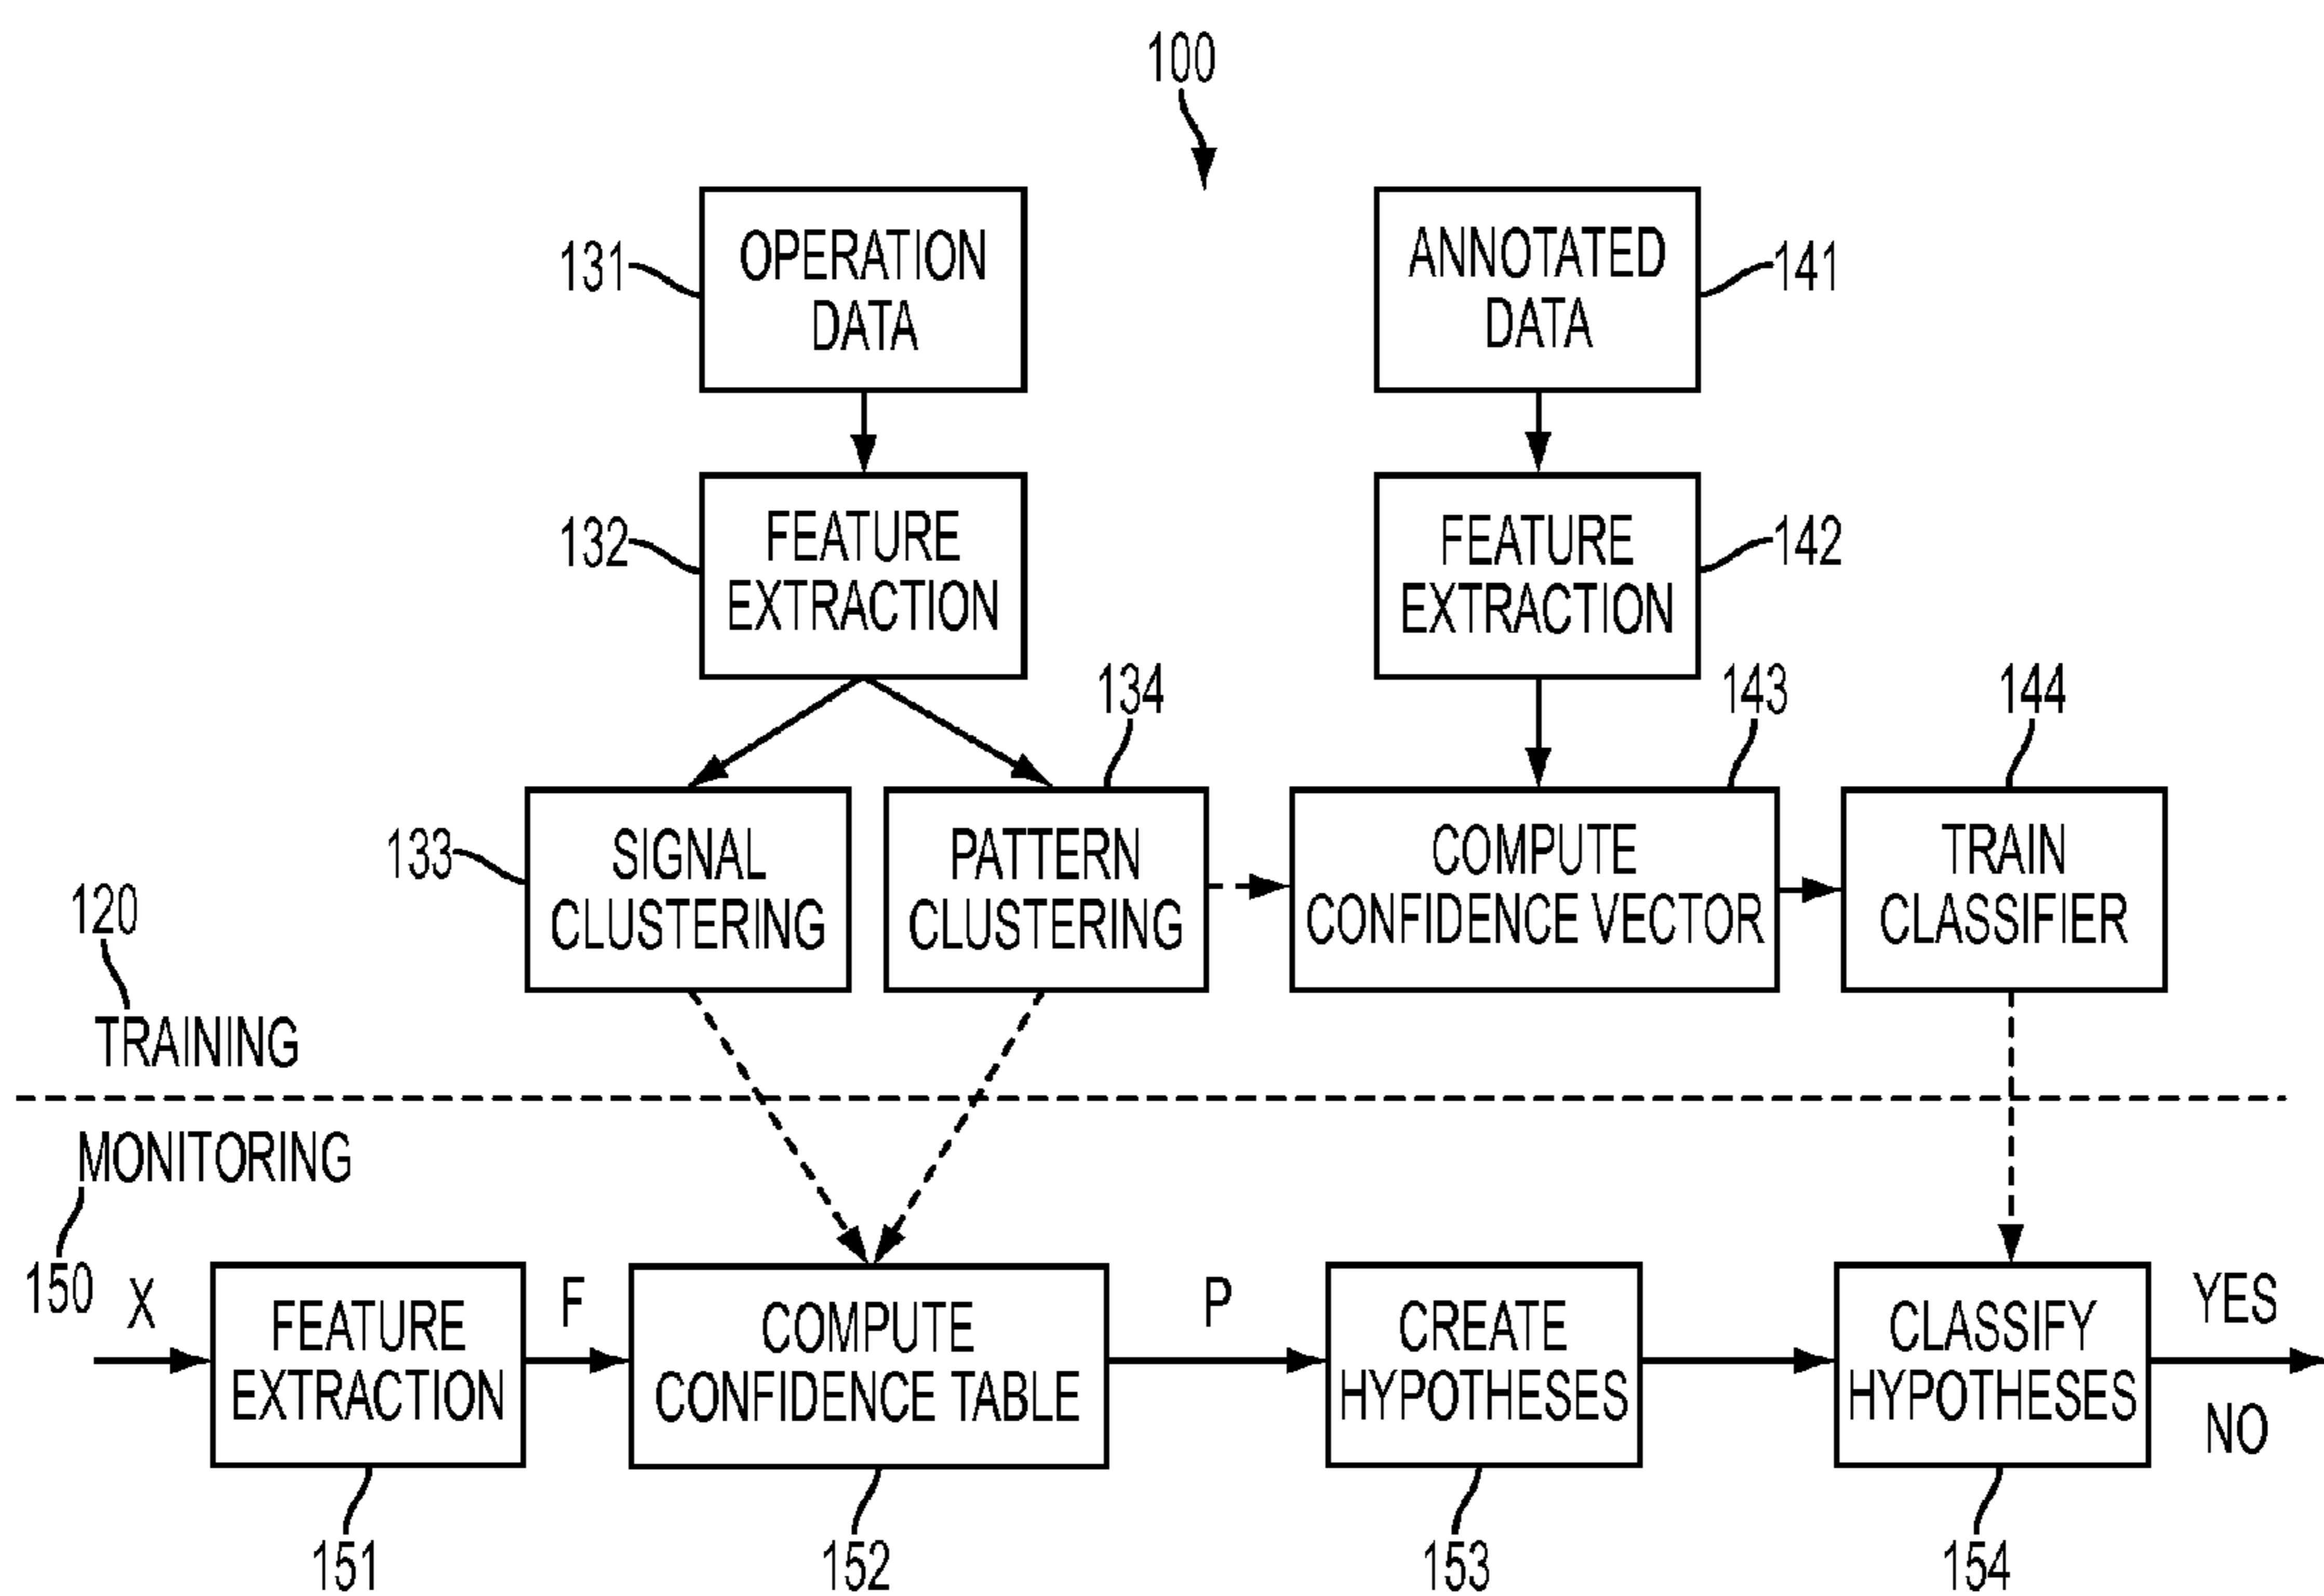 100
131
OPERATION
DATA
ANNOTATED
DATA
141
132
FEATURE
EXTRACTION
FEATURE
EXTRACTION
142
134
143
144
133
SIGNAL
CLUSTERING
PATTERN
CLUSTERING
COMPUTE
CONFIDENCE VECTOR
TRAIN
CLASSIFIER
120
TRAINING
MONITORING
150
X
FEATURE
EXTRACTION
F
COMPUTE
CONFIDENCE TABLE
P
CREATE
HYPOTHESES
CLASSIFY
HYPOTHESES
YES
NO
151
152
153
154